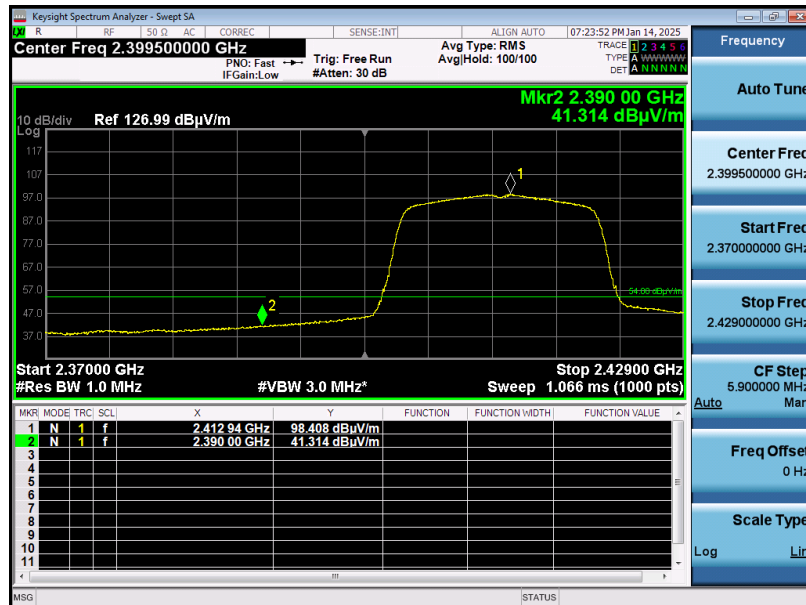 Keysight Spectrum Analyzer - Swept SA
LXI R RF 50 Ω AC CORREC SENSE:INT ALIGN AUTO 07:23:52 PM Jan 14, 2025
Center Freq 2.399500000 GHz
PNO: Fast
IFGain:Low
Trig: Free Run
#Atten: 30 dB
Avg Type: RMS
Avg|Hold: 100/100
TRACE 1 2 3 4 5 6
TYPE A WWWWW
DET A N N N N N
Mkr2 2.390 00 GHz
41.314 dBµV/m
10 dB/div Ref 126.99 dBµV/m
Log
117
107
97.0
87.0
77.0
67.0
57.0
47.0
37.0
1
2
54.00 dBµV/m
Start 2.37000 GHz Stop 2.42900 GHz
#Res BW 1.0 MHz #VBW 3.0 MHz* Sweep 1.066 ms (1000 pts)
MKR MODE TRC SCL X Y FUNCTION FUNCTION WIDTH FUNCTION VALUE
1 N 1 f 2.412 94 GHz 98.408 dBµV/m
2 N 1 f 2.390 00 GHz 41.314 dBµV/m
3
4
5
6
7
8
9
10
11
MSG STATUS
Frequency
Auto Tune
Center Freq
2.399500000 GHz
Start Freq
2.370000000 GHz
Stop Freq
2.429000000 GHz
CF Step
5.900000 MHz
Auto Man
Freq Offset
0 Hz
Scale Type
Log Lin